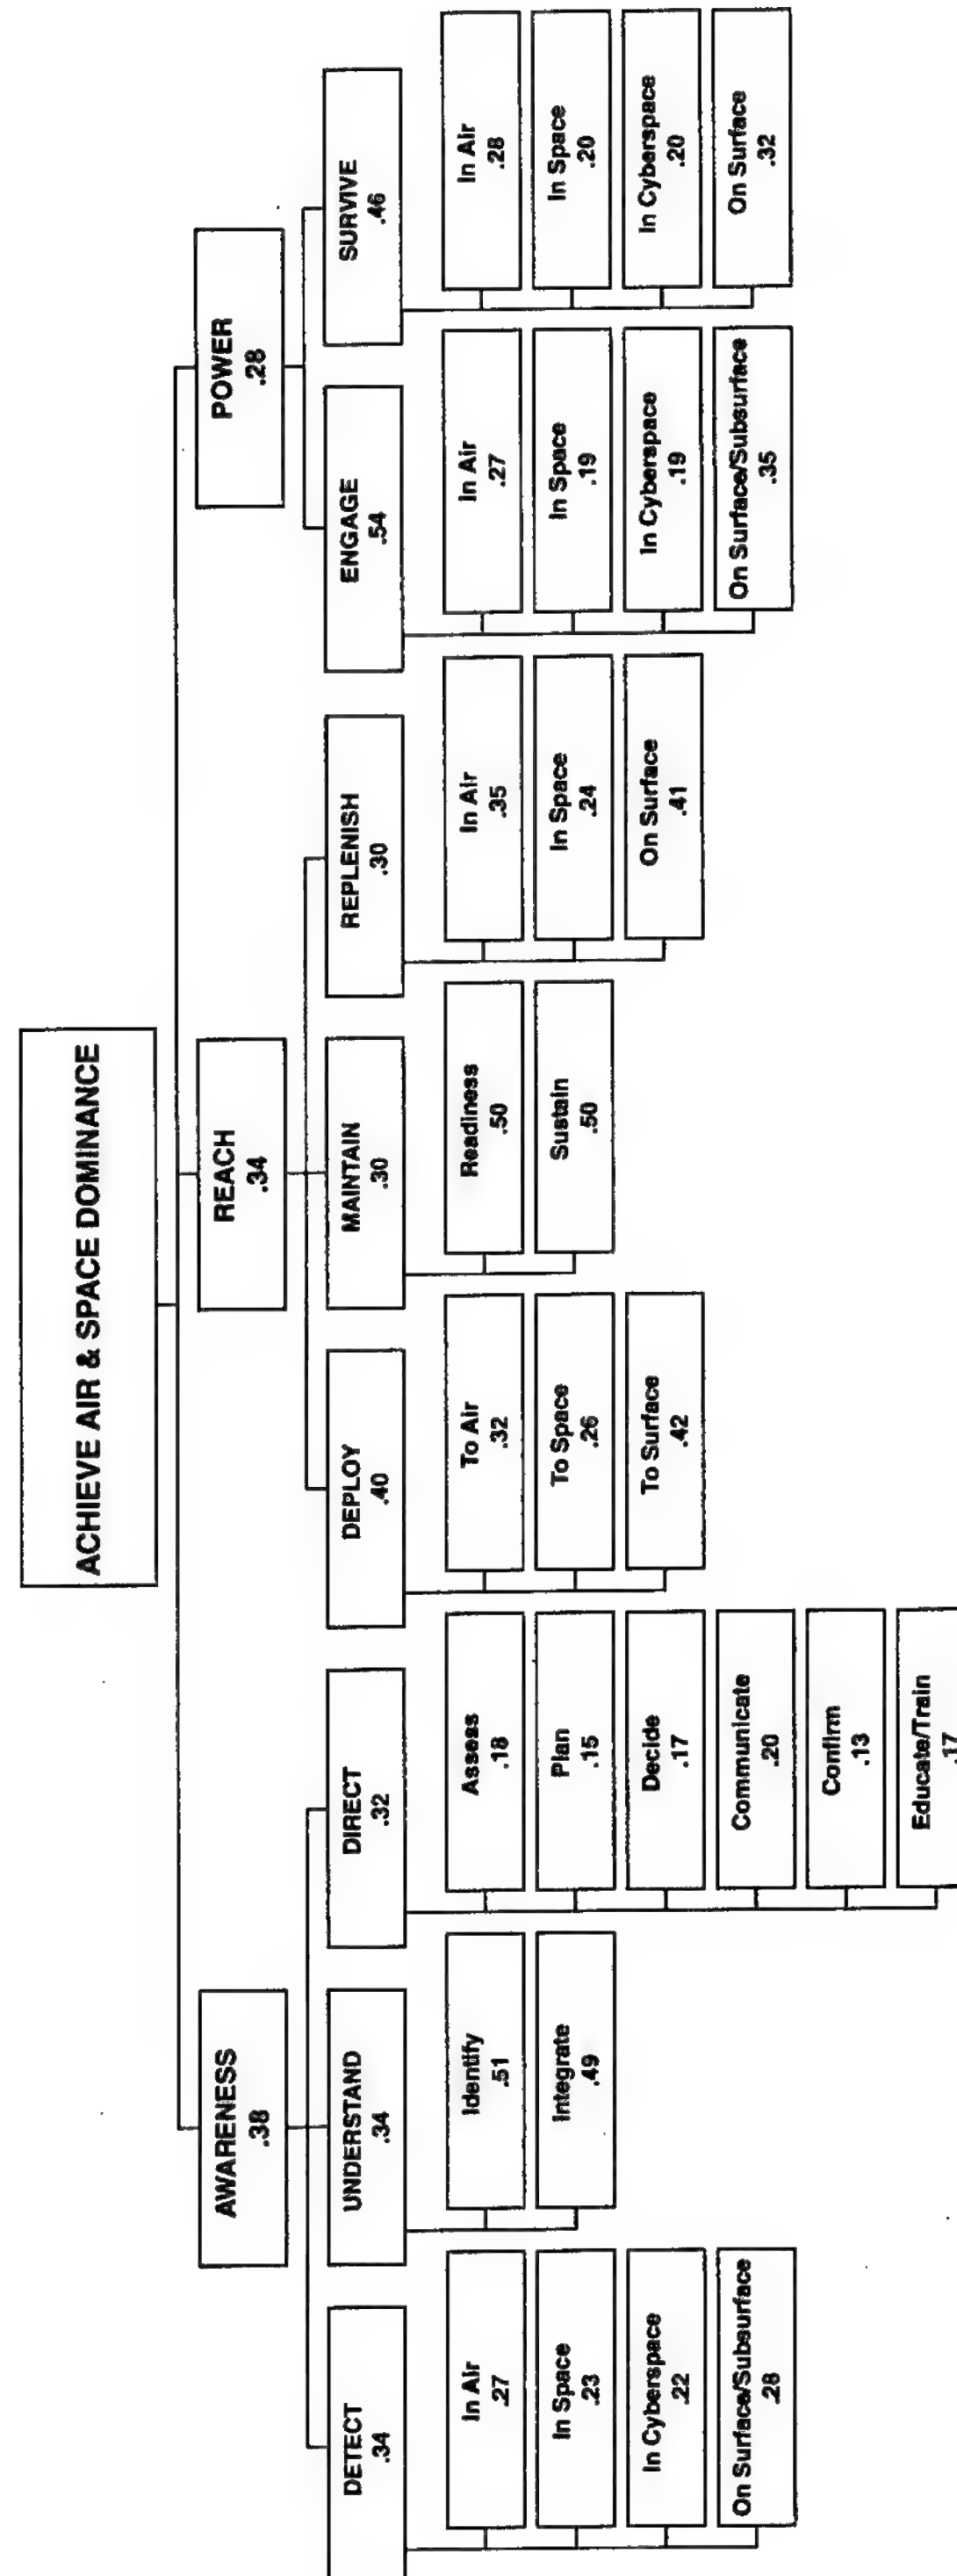 ACHIEVE AIR & SPACE DOMINANCE
AWARENESS
.38
REACH
.34
POWER
.28
DETECT
.34
UNDERSTAND
.34
DIRECT
.32
DEPLOY
.40
MAINTAIN
.30
REPLENISH
.30
ENGAGE
.54
SURVIVE
.46
In Air
.27
In Space
.23
In Cyberspace
.22
On Surface/Subsurface
.28
Identify
.51
Integrate
.49
Assess
.18
Plan
.15
Decide
.17
Communicate
.20
Confirm
.13
Educate/Train
.17
To Air
.32
To Space
.26
To Surface
.42
Readiness
.50
Sustain
.50
In Air
.35
In Space
.24
On Surface
.41
In Air
.27
In Space
.19
In Cyberspace
.19
On Surface/Subsurface
.35
In Air
.28
In Space
.20
In Cyberspace
.20
On Surface
.32